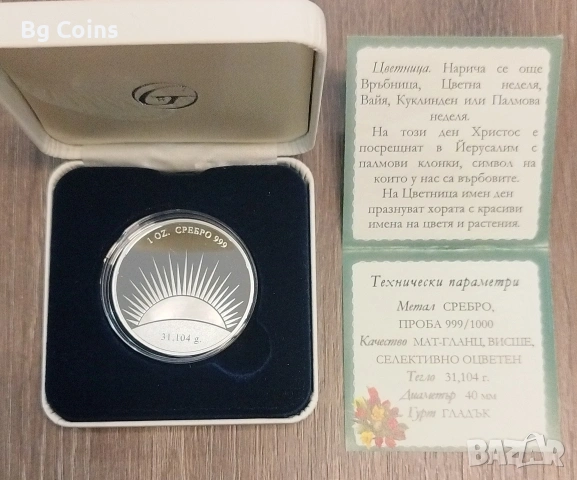 Bg Coins
1 OZ. СРЕБРО 999
31,104 g.
Цветница. Нарича се още
Връбница, Цветна неделя,
Вайя, Куклинден или Палмова
неделя.
На този ден Христос е
посрещнат в Йерусалим с
палмови клонки, символ на
които у нас са върбовите.
На Цветница имен ден
празнуват хората с красиви
имена на цветя и растения.
Технически параметри
Метал СРЕБРО,
ПРОБА 999/1000
Качество МАТ-ГЛАНЦ, ВИСШЕ,
СЕЛЕКТИВНО ОЦВЕТЕН
Тегло 31,104 г.
Диаметър 40 мм
Гурт ГЛАДЪК
BAZAR